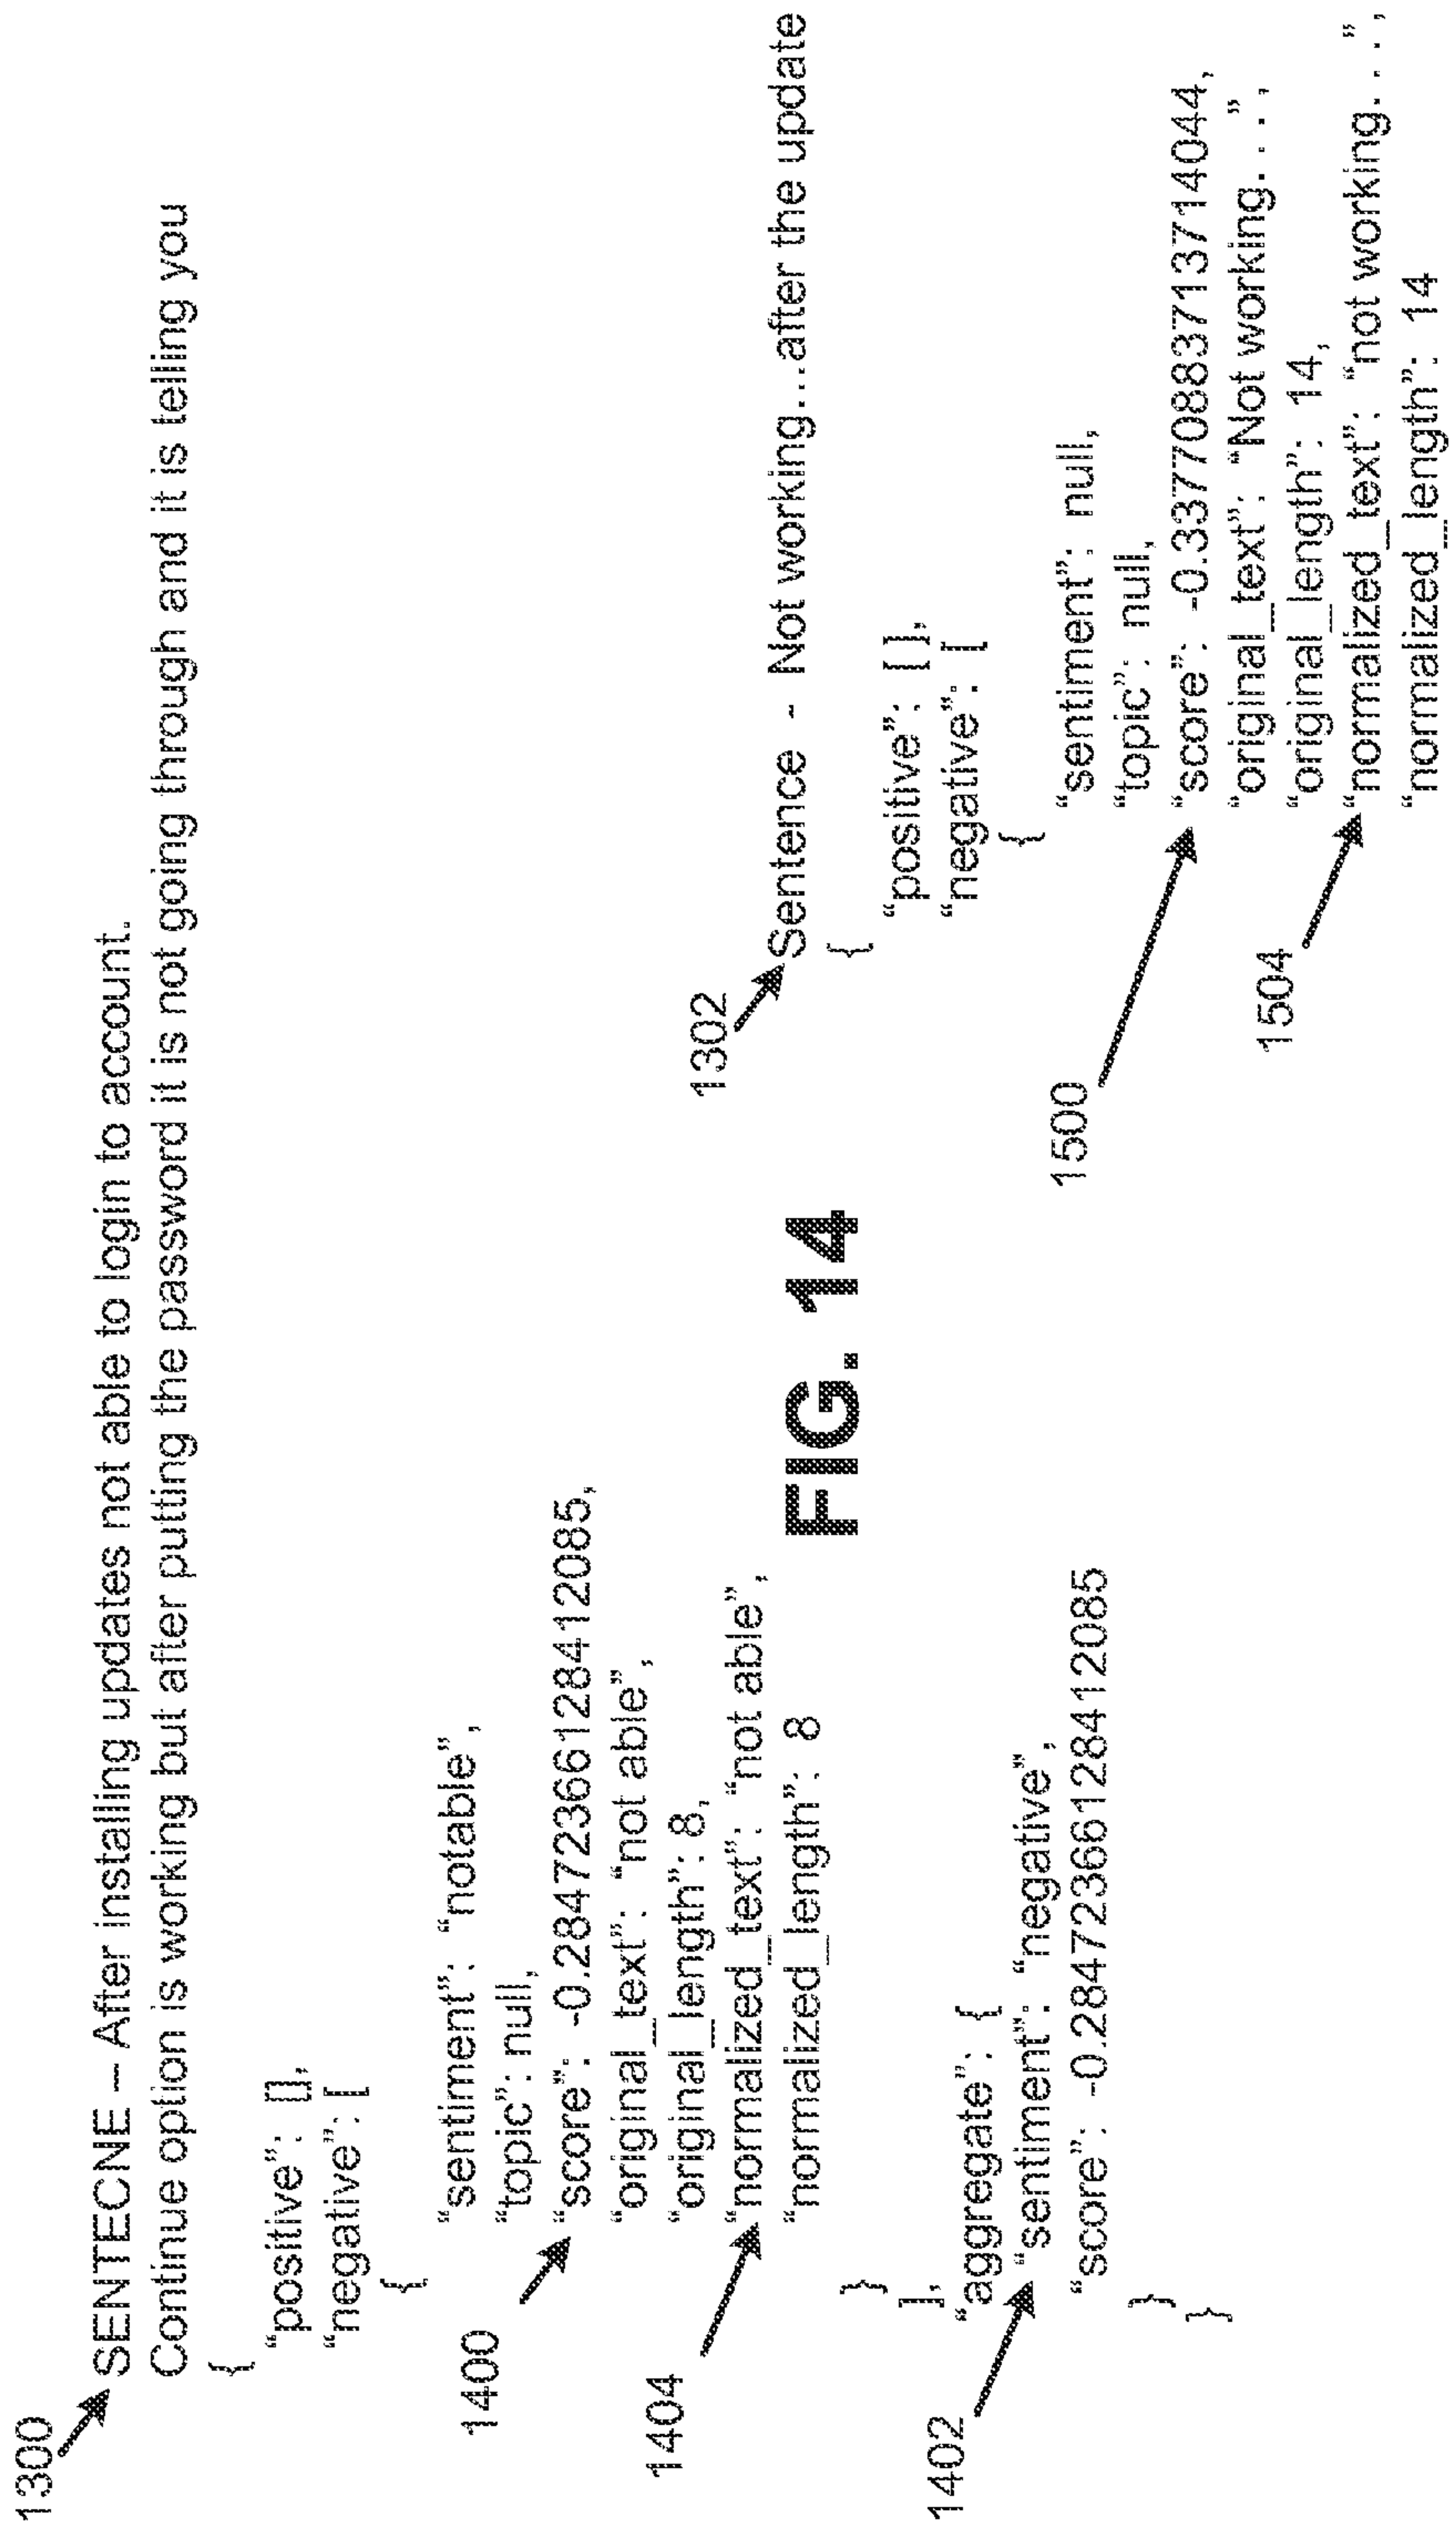 1300
SENTECNE – After installing updates not able to login to account.
Continue option is working but after putting the password it is not going through and it is telling you
{
“positive”: [],
“negative”: [
{
“sentiment”: “notable”,
“topic”: null,
1400
“score”: -0.28472366128412085,
“original_text”: “not able”,
“original_length”: 8,
1404
“normalized_text”: “not able”,
“normalized_length”: 8
}
],
“aggregate”: {
1402
“sentiment”: “negative”,
“score”: -0.28472366128412085
}
}
FIG. 14
1302
Sentence - Not working...after the update
{
“positive”: [ ],
“negative”: [
{
“sentiment”: null,
“topic”: null,
1500
“score”: -0.33770883713714044,
“original_text”: “Not working. . . .”,
“original_length”: 14,
1504
“normalized_text”: “not working. . . .”,
“normalized_length”: 14